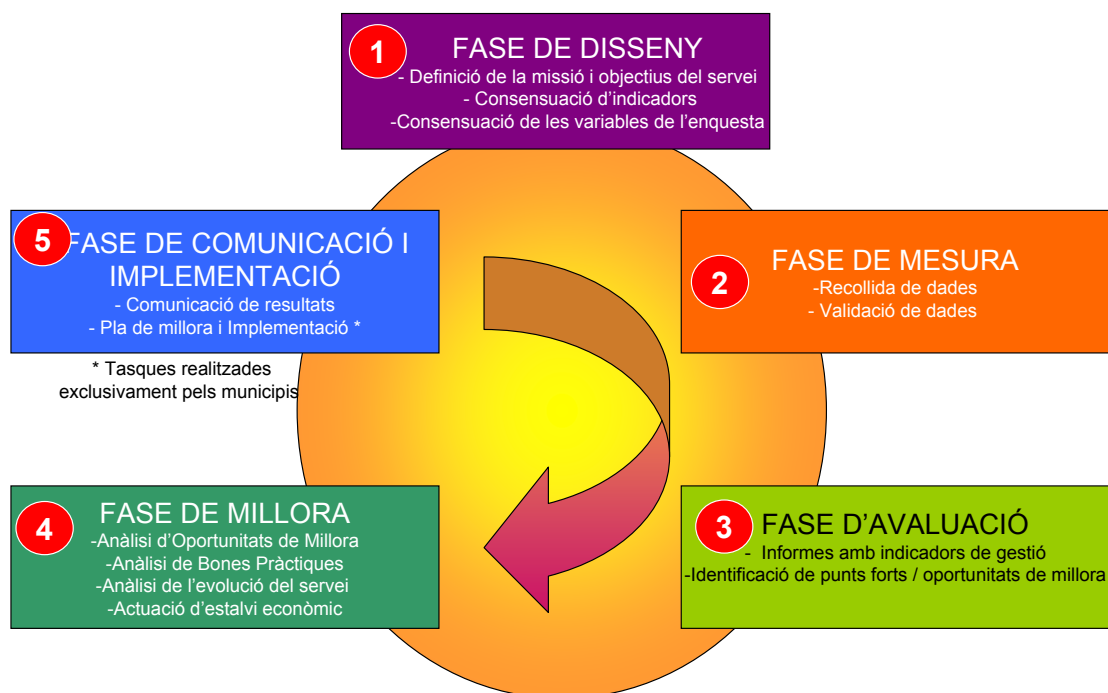 1
FASE DE DISSENY
- Definició de la missió i objectius del servei
- Consensuació d'indicadors
-Consensuació de les variables de l'enquesta
2
FASE DE MESURA
-Recollida de dades
- Validació de dades
3
FASE D'AVALUACIÓ
- Informes amb indicadors de gestió
-Identificació de punts forts / oportunitats de millora
4
FASE DE MILLORA
-Anàlisi d'Oportunitats de Millora
-Anàlisi de Bones Pràctiques
-Anàlisi de l'evolució del servei
-Actuació d'estalvi econòmic
5
FASE DE COMUNICACIÓ I
IMPLEMENTACIÓ
- Comunicació de resultats
- Pla de millora i Implementació *
* Tasques realitzades
exclusivament pels municipis